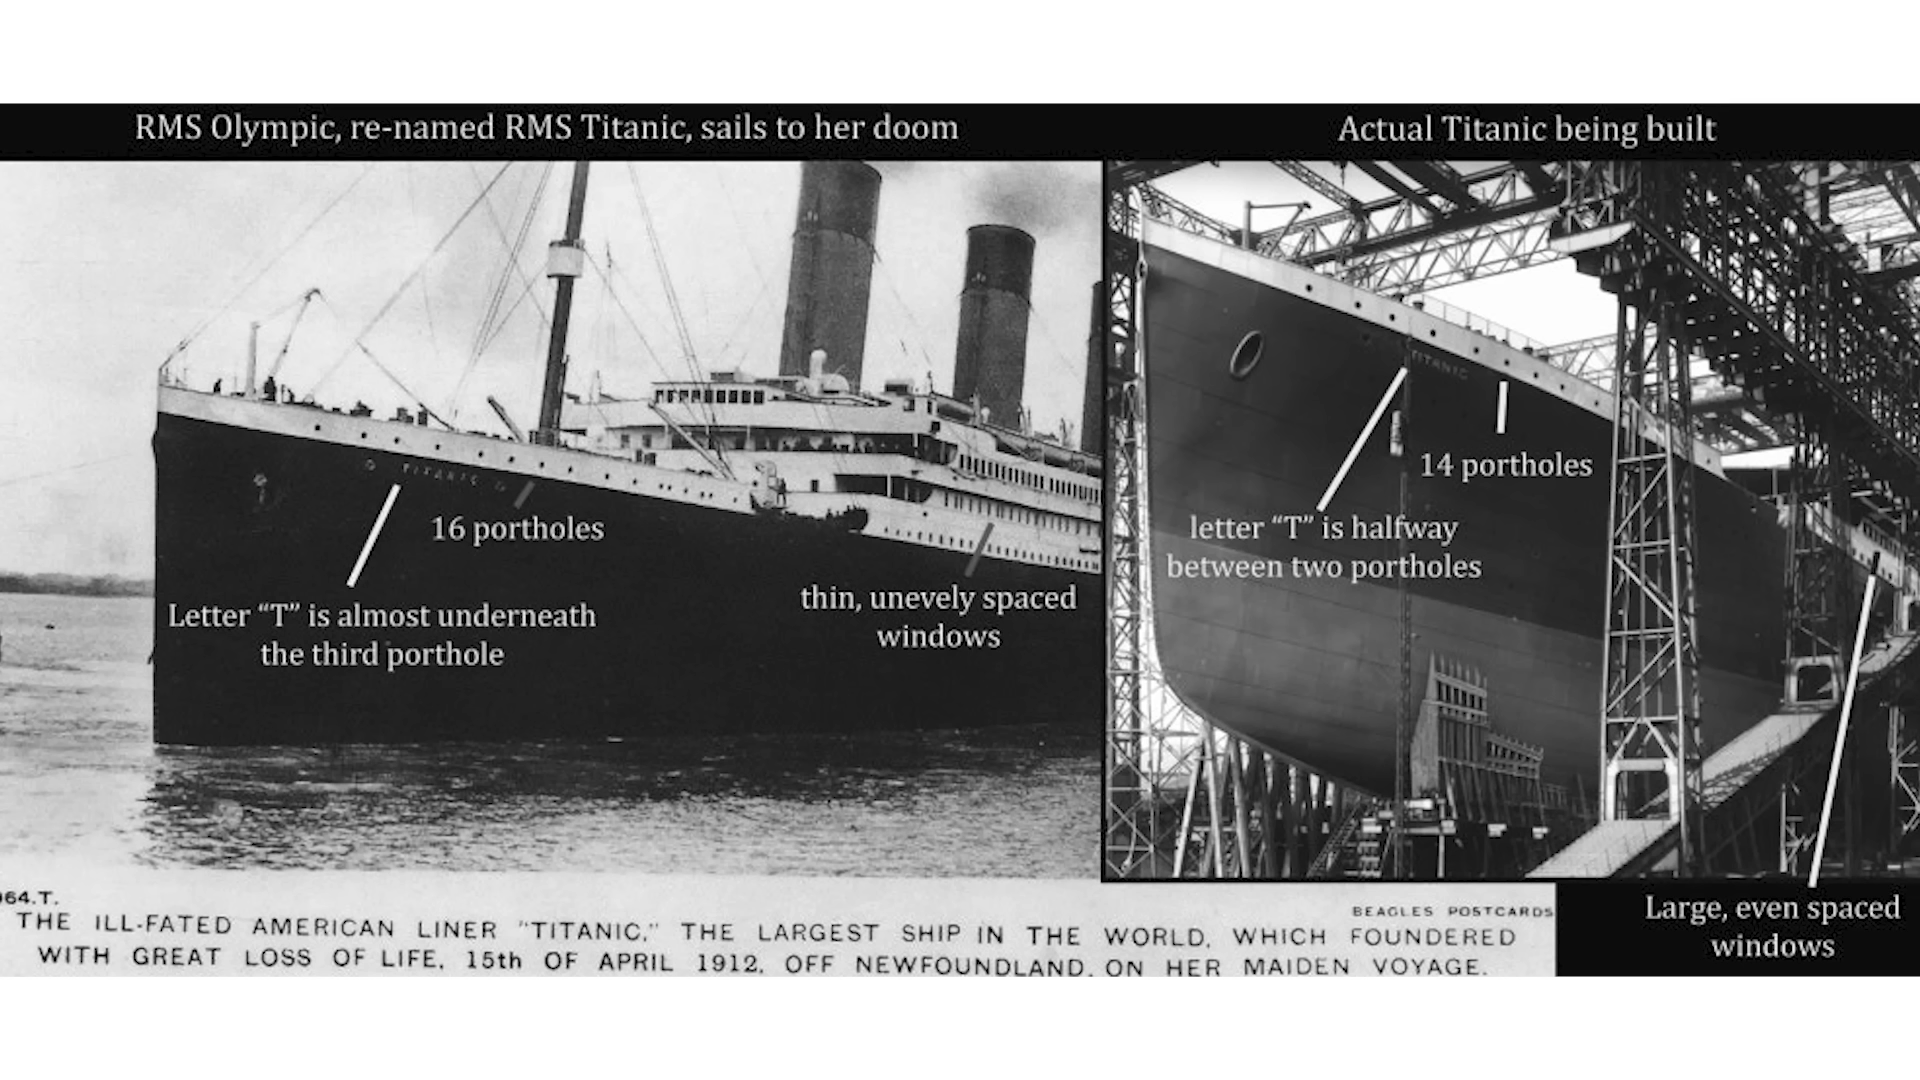 RMS Olympic, re-named RMS Titanic, sails to her doom
Actual Titanic being built
TITANIC
TITANIC
14 portholes
16 portholes
letter “T” is halfway
between two portholes
Letter “T” is almost underneath
the third porthole
thin, unevely spaced
windows
Large, even spaced
windows
964.T.
BEAGLES POSTCARDS
THE ILL-FATED AMERICAN LINER "TITANIC," THE LARGEST SHIP IN THE WORLD, WHICH FOUNDERED
WITH GREAT LOSS OF LIFE, 15th OF APRIL 1912, OFF NEWFOUNDLAND, ON HER MAIDEN VOYAGE.